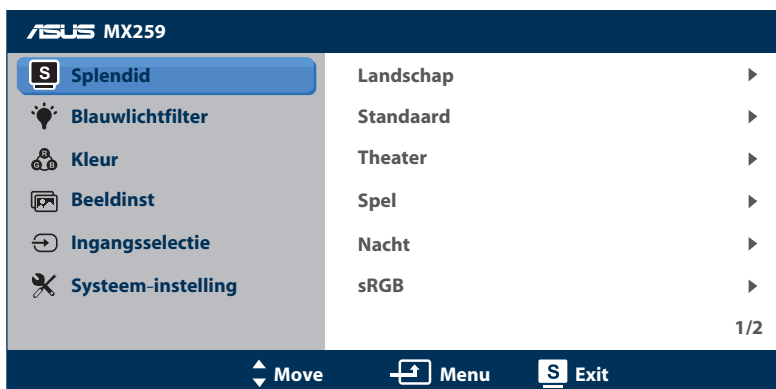 ASUS MX259
S Splendid
Blauwlichtfilter
R G B Kleur
Beeldinst
Ingangsselectie
Systeem-instelling
Landschap
Standaard
Theater
Spel
Nacht
sRGB
1/2
Move Menu S Exit